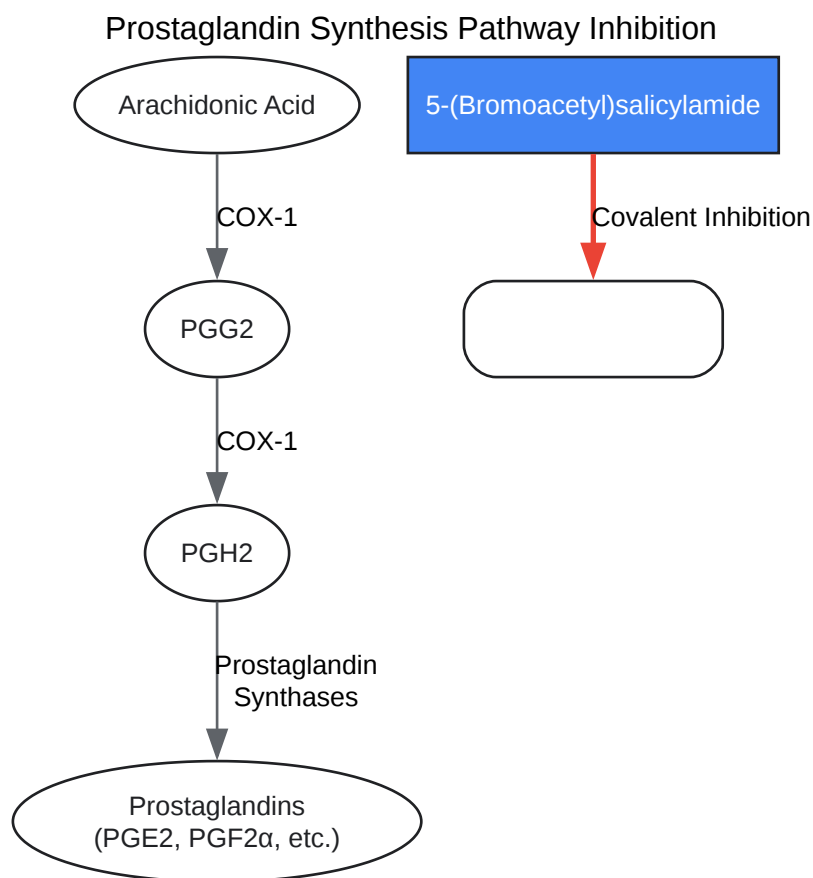 Prostaglandin Synthesis Pathway Inhibition
Arachidonic Acid
5-(Bromoacetyl)salicylamide
COX-1
Covalent Inhibition
PGG2
COX-1
PGH2
Prostaglandin
Synthases
Prostaglandins
(PGE2, PGF2α, etc.)